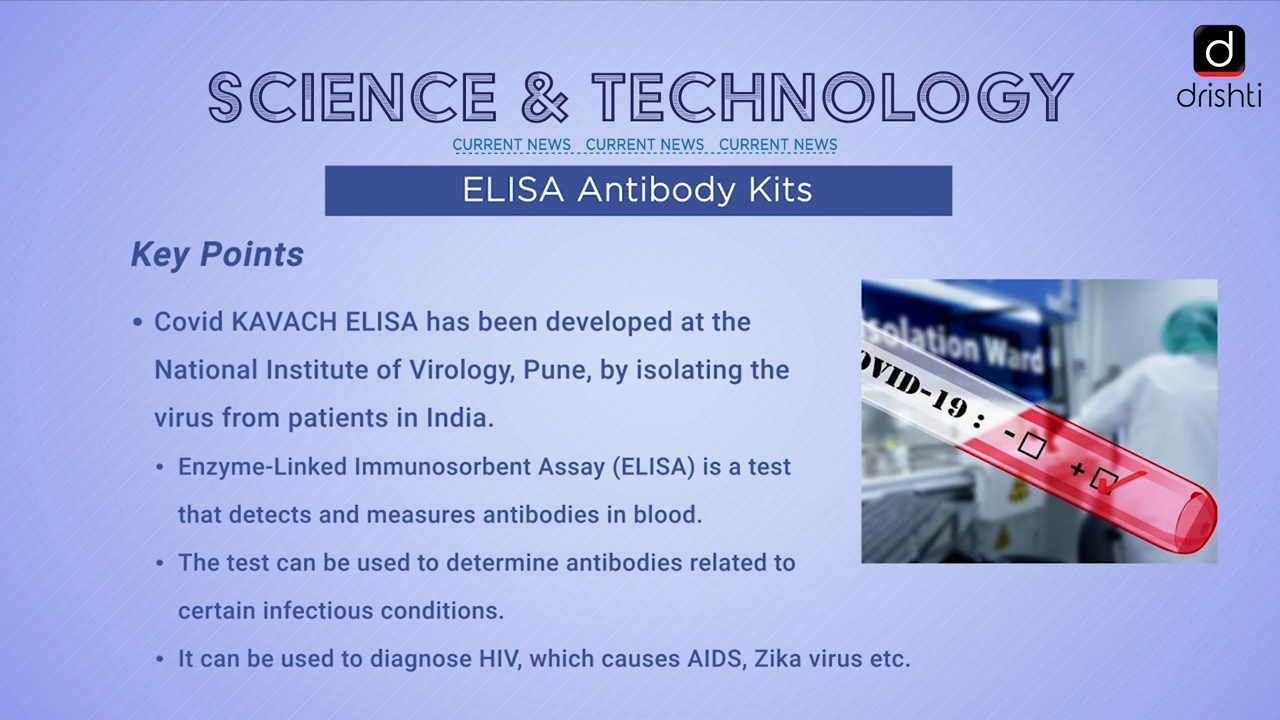 d
drishti
SCIENCE & TECHNOLOGY
CURRENT NEWS CURRENT NEWS CURRENT NEWS
ELISA Antibody Kits
Key Points
• Covid KAVACH ELISA has been developed at the
National Institute of Virology, Pune, by isolating the
virus from patients in India.
• Enzyme-Linked Immunosorbent Assay (ELISA) is a test
that detects and measures antibodies in blood.
• The test can be used to determine antibodies related to
certain infectious conditions.
• It can be used to diagnose HIV, which causes AIDS, Zika virus etc.
solation Ward
OVID-19 : - □
+ ☑